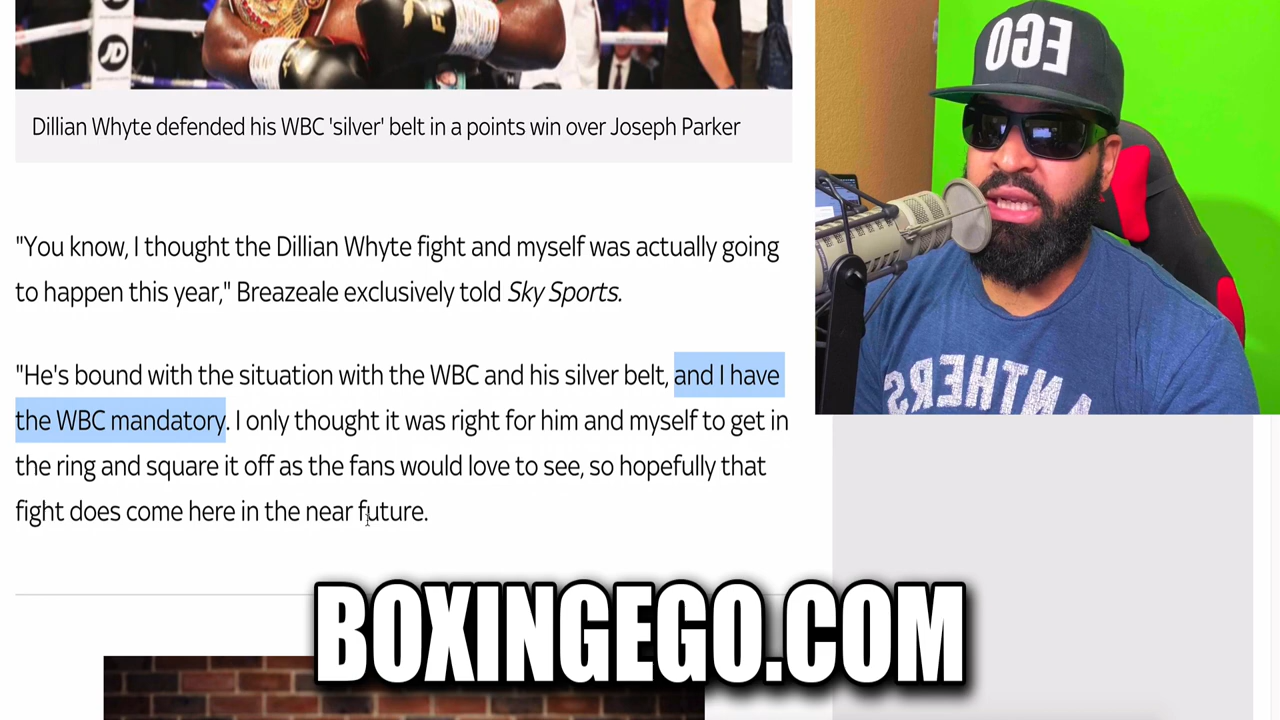 JD
Dillian Whyte defended his WBC 'silver' belt in a points win over Joseph Parker
"You know, I thought the Dillian Whyte fight and myself was actually going
to happen this year," Breazeale exclusively told Sky Sports.
"He's bound with the situation with the WBC and his silver belt, and I have
the WBC mandatory. I only thought it was right for him and myself to get in
the ring and square it off as the fans would love to see, so hopefully that
fight does come here in the near future.
EGO
PANTHERS
BOXINGEGO.COM